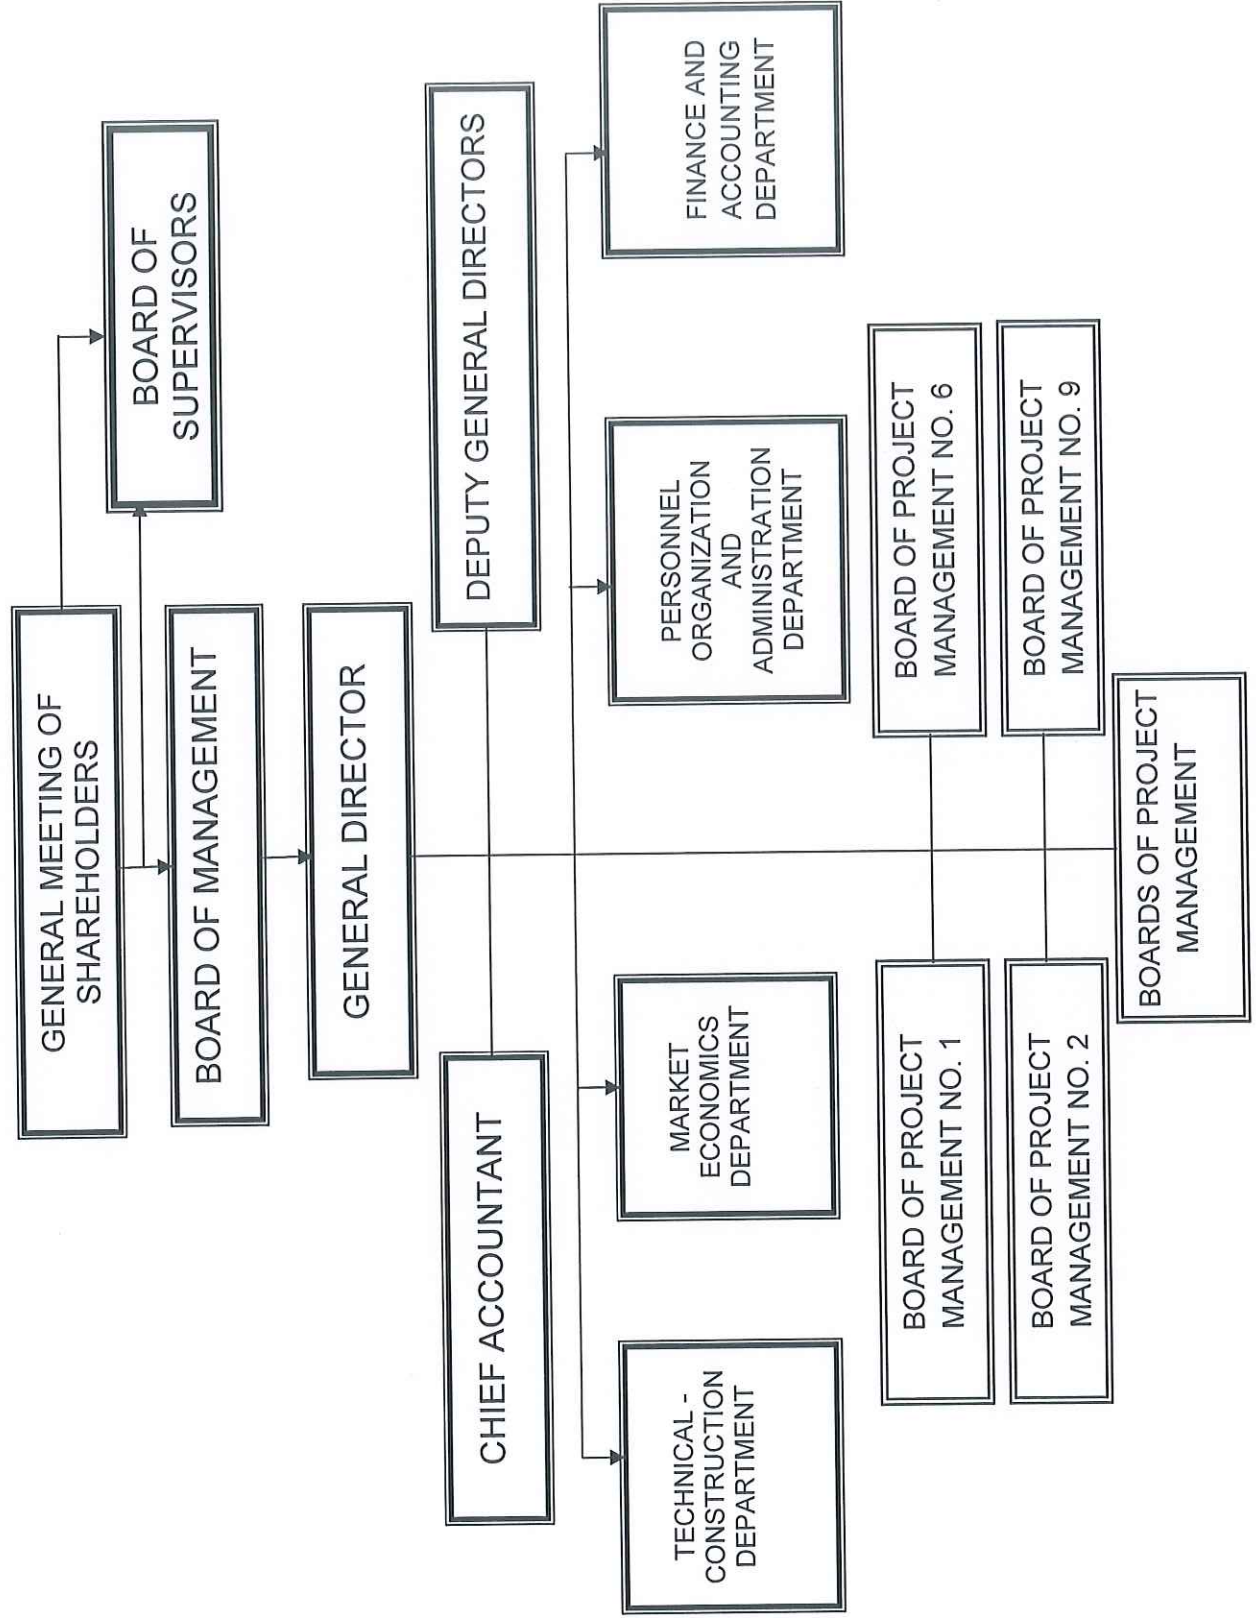 GENERAL MEETING OF
SHAREHOLDERS
BOARD OF
SUPERVISORS
BOARD OF MANAGEMENT
GENERAL DIRECTOR
CHIEF ACCOUNTANT
DEPUTY GENERAL DIRECTORS
TECHNICAL -
CONSTRUCTION
DEPARTMENT
MARKET
ECONOMICS
DEPARTMENT
PERSONNEL
ORGANIZATION
AND
ADMINISTRATION
DEPARTMENT
FINANCE AND
ACCOUNTING
DEPARTMENT
BOARD OF PROJECT
MANAGEMENT NO. 1
BOARD OF PROJECT
MANAGEMENT NO. 6
BOARD OF PROJECT
MANAGEMENT NO. 2
BOARD OF PROJECT
MANAGEMENT NO. 9
BOARDS OF PROJECT
MANAGEMENT